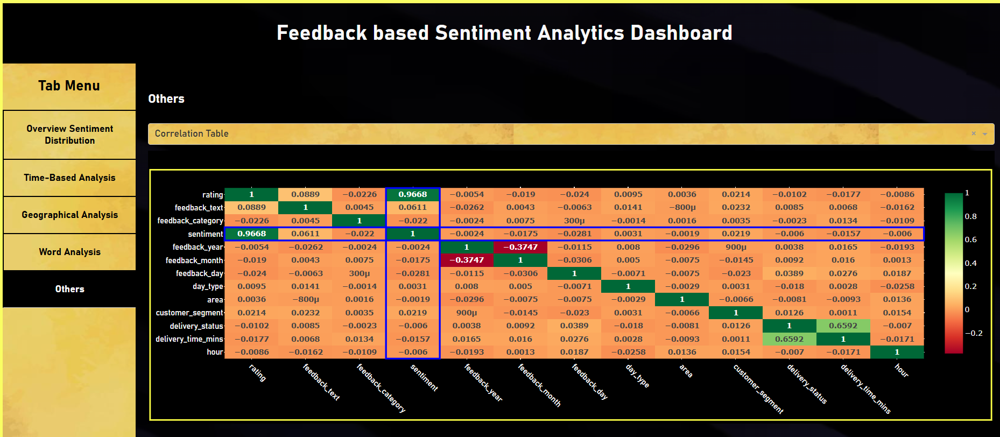 Feedback based Sentiment Analytics Dashboard
Tab Menu
Overview Sentiment
Distribution
Time-Based Analysis
Geographical Analysis
Word Analysis
Others
Others
Correlation Table
rating 1 0.0889 −0.0226 0.9668 −0.0054 −0.019 −0.024 0.0095 0.0036 0.0214 −0.0102 −0.0177 −0.0086
feedback_text 0.0889 1 0.0045 0.0611 −0.0262 0.0043 −0.0063 0.0141 −800μ 0.0232 0.0085 0.0068 −0.0162
feedback_category −0.0226 0.0045 1 −0.022 −0.0024 0.0075 300μ −0.0014 0.0016 0.0035 −0.0023 0.0134 −0.0109
sentiment 0.9668 0.0611 −0.022 1 −0.0024 −0.0175 −0.0281 0.0031 −0.0019 0.0219 −0.006 −0.0157 −0.006
feedback_year −0.0054 −0.0262 −0.0024 −0.0024 1 −0.3747 −0.0115 0.008 −0.0296 900μ 0.0038 0.0165 −0.0193
feedback_month −0.019 0.0043 0.0075 −0.0175 −0.3747 1 −0.0306 0.005 −0.0075 −0.0145 0.0092 0.016 0.0013
feedback_day −0.024 −0.0063 300μ −0.0281 −0.0115 −0.0306 1 −0.0071 −0.0075 −0.023 0.0389 0.0276 0.0187
day_type 0.0095 0.0141 −0.0014 0.0031 0.008 0.005 −0.0071 1 −0.0029 0.0031 −0.018 0.0028 −0.0258
area 0.0036 −800μ 0.0016 −0.0019 −0.0296 −0.0075 −0.0075 −0.0029 1 −0.0066 −0.0081 −0.0093 0.0136
customer_segment 0.0214 0.0232 0.0035 0.0219 900μ −0.0145 −0.023 0.0031 −0.0066 1 0.0126 0.0011 0.0154
delivery_status −0.0102 0.0085 −0.0023 −0.006 0.0038 0.0092 0.0389 −0.018 −0.0081 0.0126 1 0.6592 −0.007
delivery_time_mins −0.0177 0.0068 0.0134 −0.0157 0.0165 0.016 0.0276 0.0028 −0.0093 0.0011 0.6592 1 −0.0171
hour −0.0086 −0.0162 −0.0109 −0.006 −0.0193 0.0013 0.0187 −0.0258 0.0136 0.0154 −0.007 −0.0171 1
rating feedback_text feedback_category sentiment feedback_year feedback_month feedback_day day_type area customer_segment delivery_status delivery_time_mins hour
1
0.8
0.6
0.4
0.2
0
−0.2